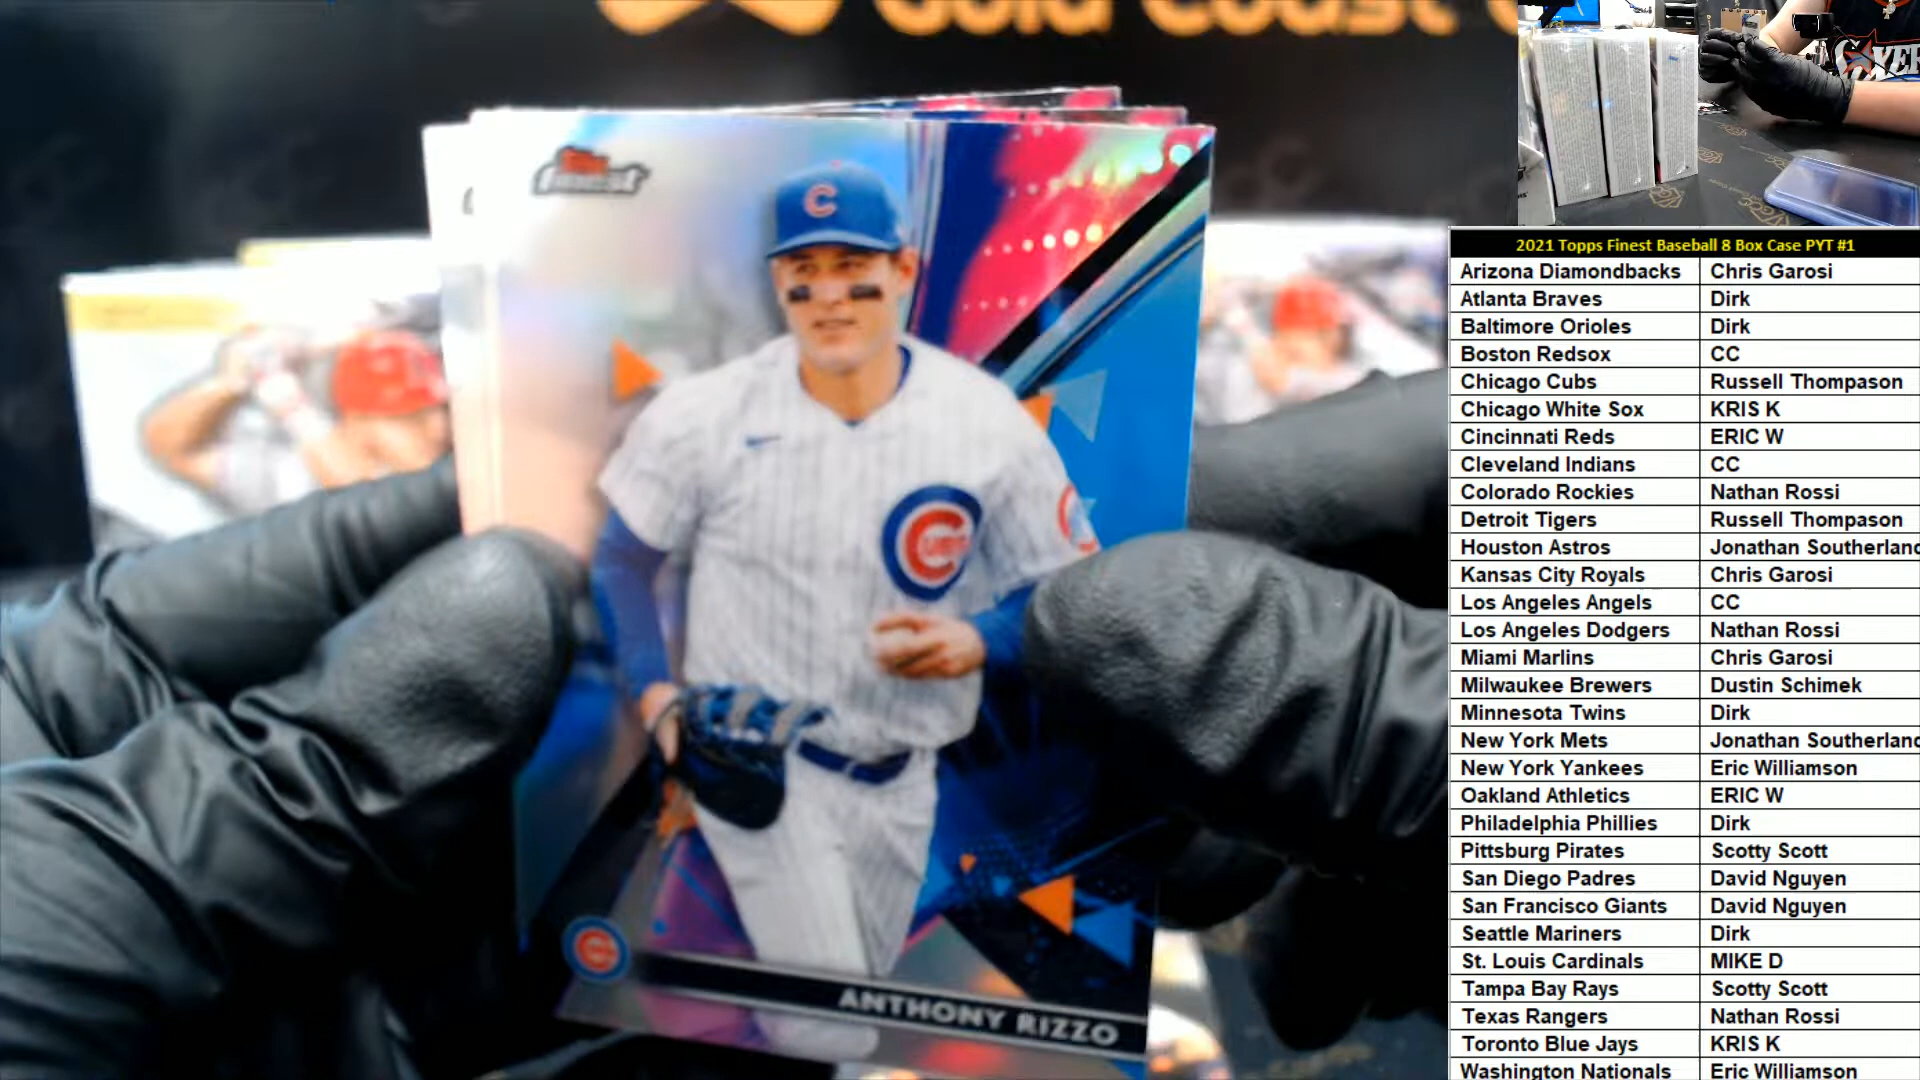 Gold Coast
Topps
Finest
C
CUBS
ANTHONY RIZZO
2021 Topps Finest Baseball 8 Box Case PYT #1
Arizona Diamondbacks Chris Garosi
Atlanta Braves Dirk
Baltimore Orioles Dirk
Boston Redsox CC
Chicago Cubs Russell Thompason
Chicago White Sox KRIS K
Cincinnati Reds ERIC W
Cleveland Indians CC
Colorado Rockies Nathan Rossi
Detroit Tigers Russell Thompason
Houston Astros Jonathan Southerland
Kansas City Royals Chris Garosi
Los Angeles Angels CC
Los Angeles Dodgers Nathan Rossi
Miami Marlins Chris Garosi
Milwaukee Brewers Dustin Schimek
Minnesota Twins Dirk
New York Mets Jonathan Southerland
New York Yankees Eric Williamson
Oakland Athletics ERIC W
Philadelphia Phillies Dirk
Pittsburg Pirates Scotty Scott
San Diego Padres David Nguyen
San Francisco Giants David Nguyen
Seattle Mariners Dirk
St. Louis Cardinals MIKE D
Tampa Bay Rays Scotty Scott
Texas Rangers Nathan Rossi
Toronto Blue Jays KRIS K
Washington Nationals Eric Williamson